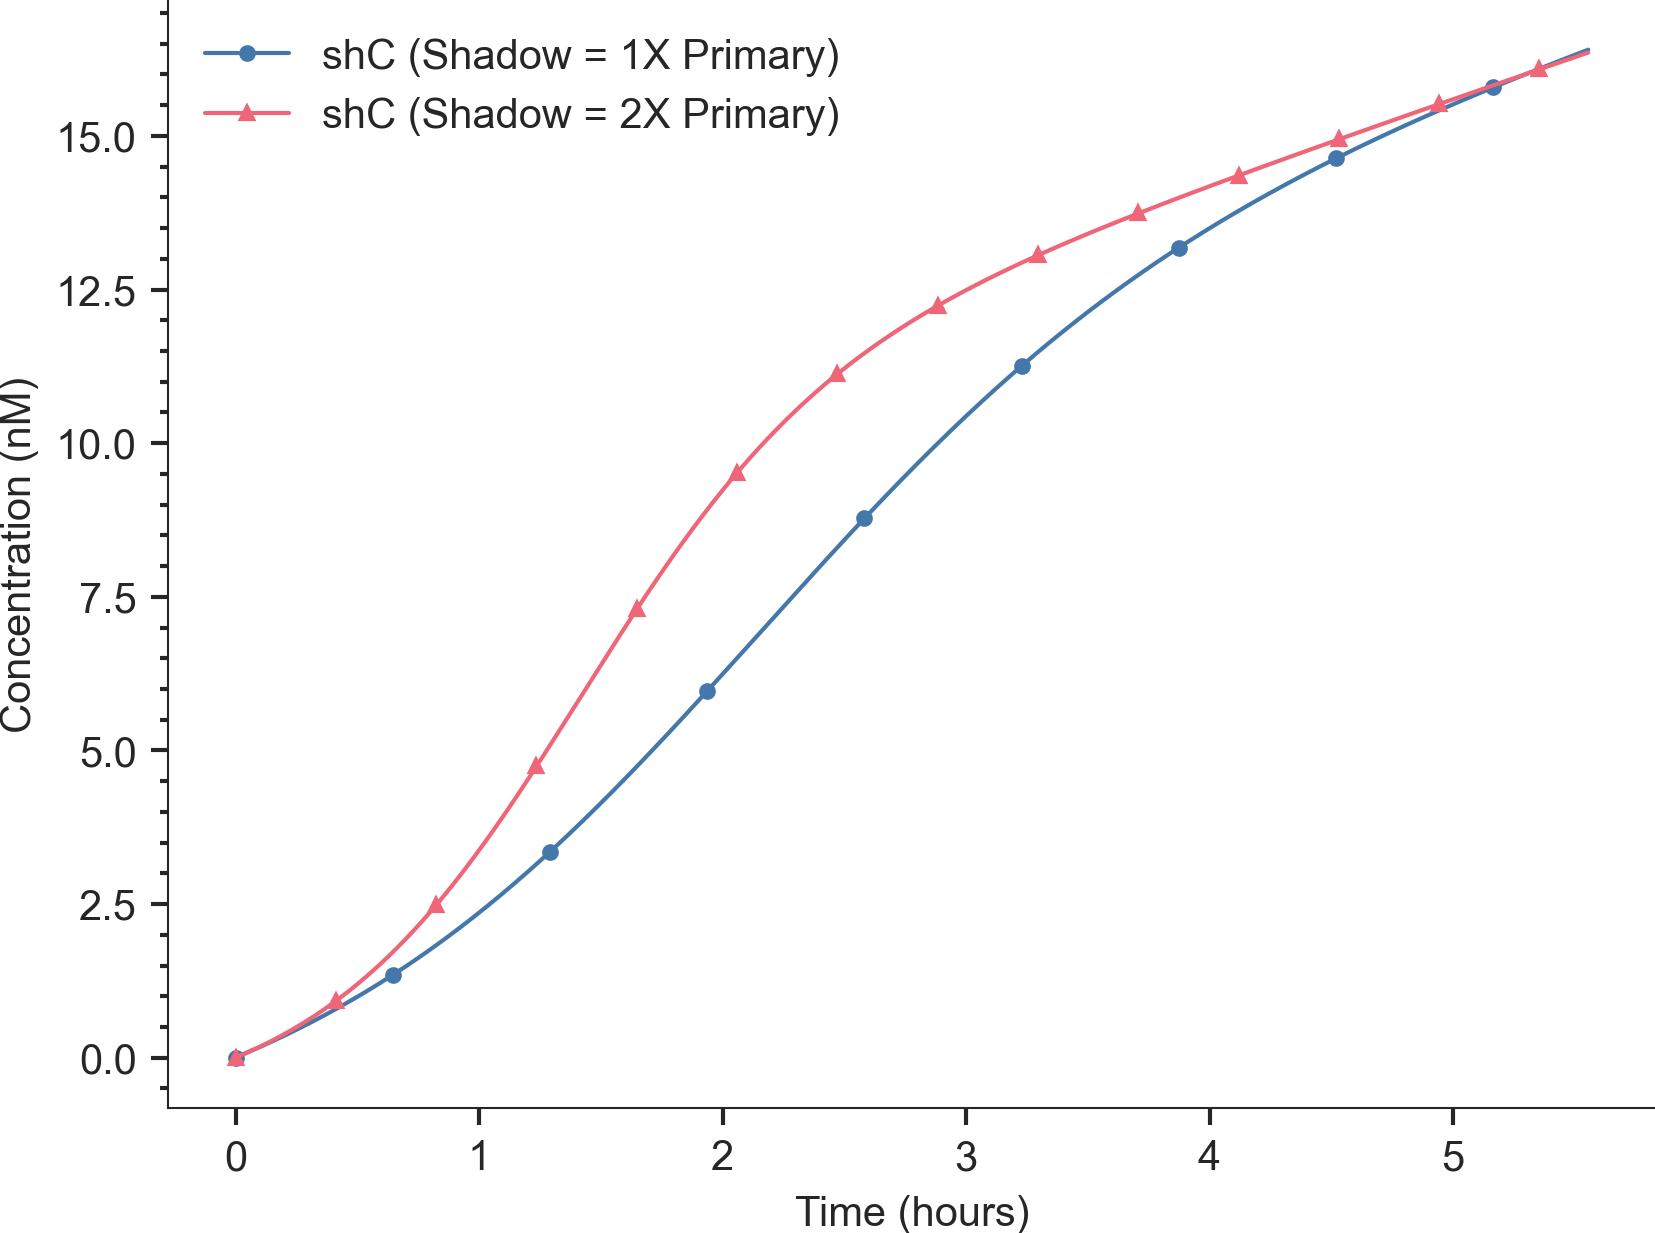 shC (Shadow = 1X Primary)
shC (Shadow = 2X Primary)
15.0
12.5
10.0
7.5
5.0
2.5
0.0
Concentration (nM)
0 1 2 3 4 5
Time (hours)